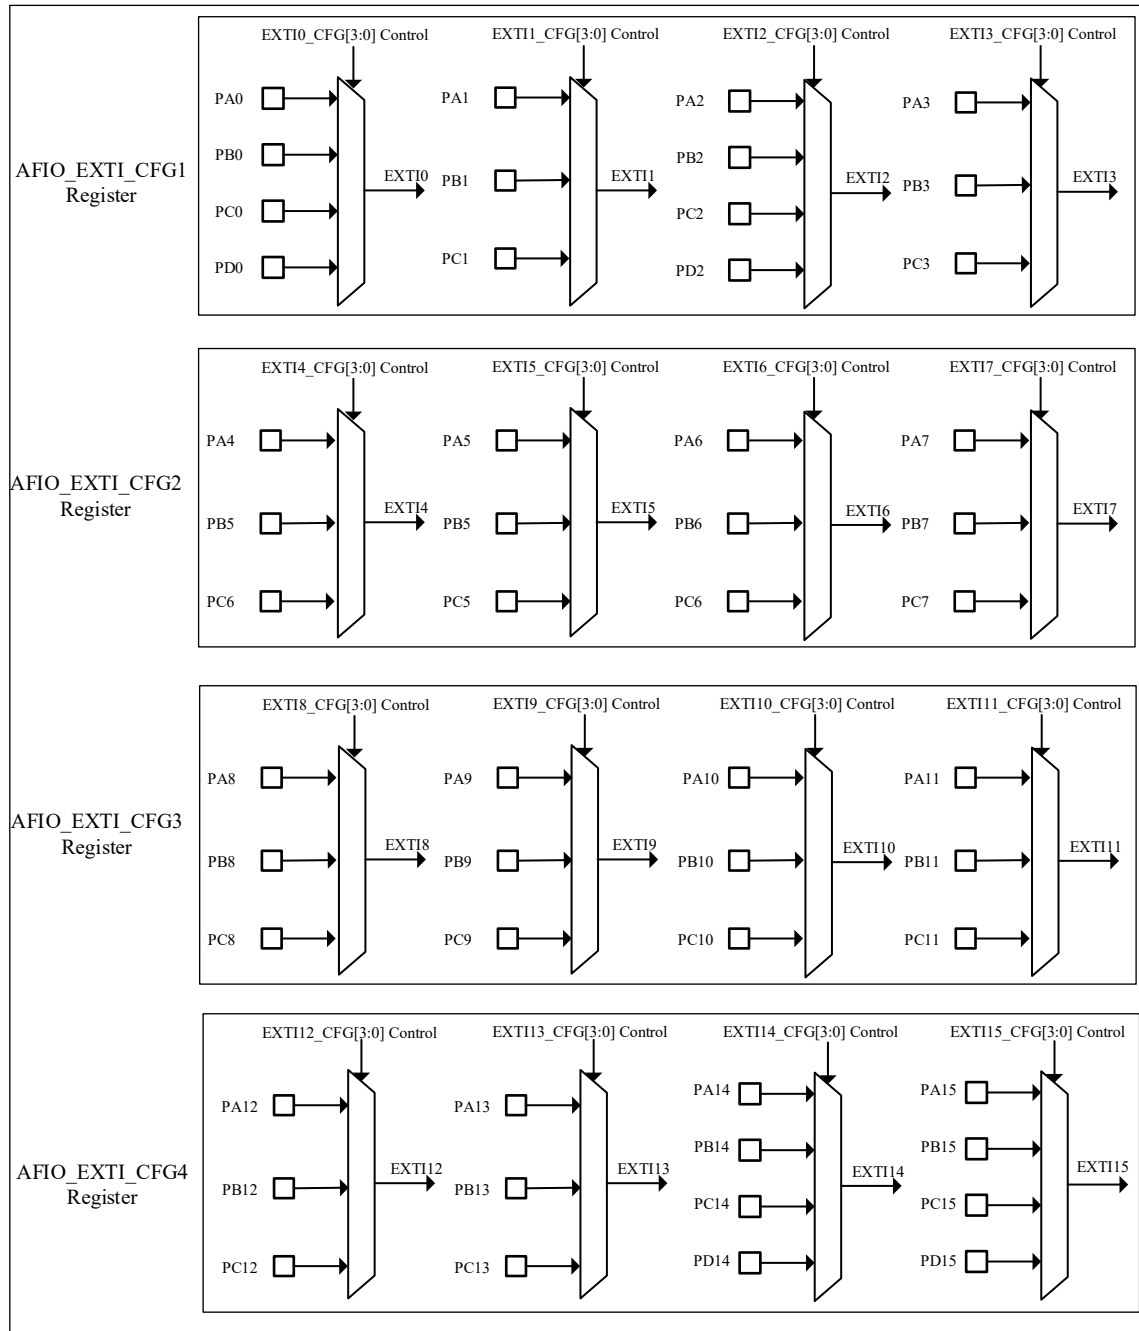 EXTI0_CFG[3:0] Control
EXTI1_CFG[3:0] Control
EXTI2_CFG[3:0] Control
EXTI3_CFG[3:0] Control
AFIO_EXTI_CFG1
Register
PA0
PB0
PC0
PD0
EXTI0
PA1
PB1
PC1
EXTI1
PA2
PB2
PC2
PD2
EXTI2
PA3
PB3
PC3
EXTI3
EXTI4_CFG[3:0] Control
EXTI5_CFG[3:0] Control
EXTI6_CFG[3:0] Control
EXTI7_CFG[3:0] Control
AFIO_EXTI_CFG2
Register
PA4
PB5
PC6
EXTI4
PA5
PB5
PC5
EXTI5
PA6
PB6
PC6
EXTI6
PA7
PB7
PC7
EXTI7
EXTI8_CFG[3:0] Control
EXTI9_CFG[3:0] Control
EXTI10_CFG[3:0] Control
EXTI11_CFG[3:0] Control
AFIO_EXTI_CFG3
Register
PA8
PB8
PC8
EXTI8
PA9
PB9
PC9
EXTI9
PA10
PB10
PC10
EXTI10
PA11
PB11
PC11
EXTI11
EXTI12_CFG[3:0] Control
EXTI13_CFG[3:0] Control
EXTI14_CFG[3:0] Control
EXTI15_CFG[3:0] Control
AFIO_EXTI_CFG4
Register
PA12
PB12
PC12
EXTI12
PA13
PB13
PC13
EXTI13
PA14
PB14
PC14
PD14
EXTI14
PA15
PB15
PC15
PD15
EXTI15